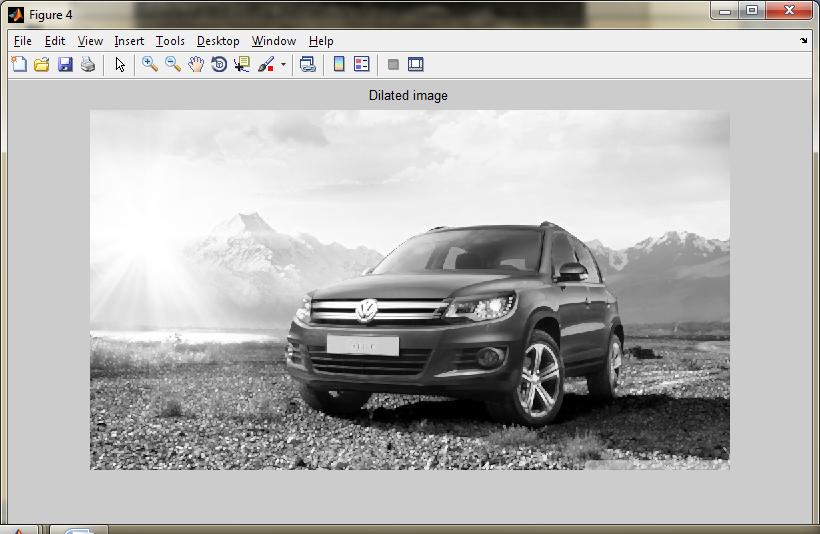 Figure 4
File Edit View Insert Tools Desktop Window Help
Dilated image